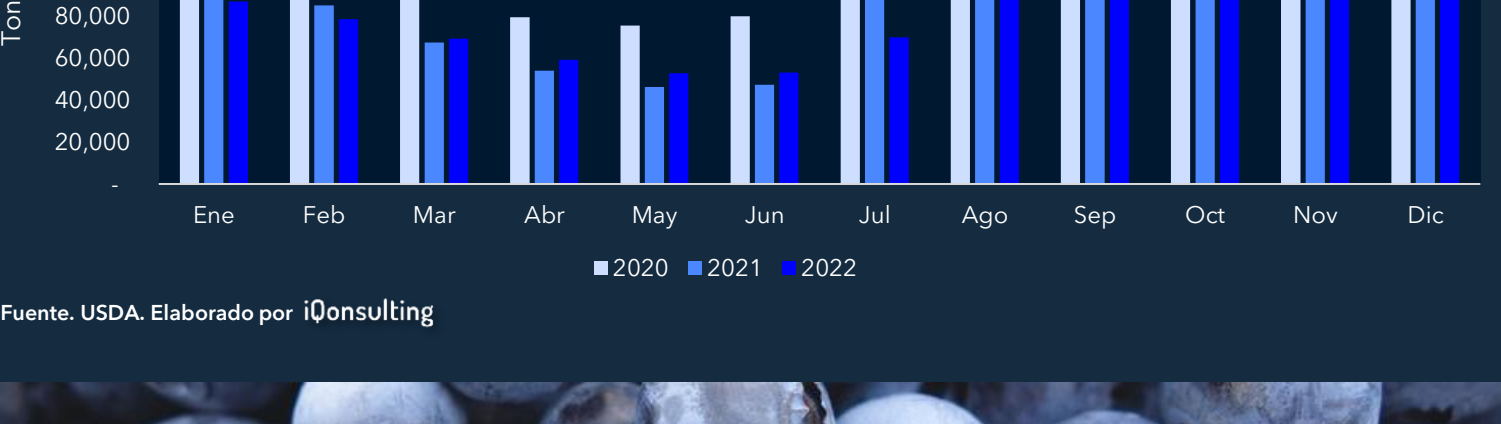 Ton
80,000
60,000
40,000
20,000
-
Ene Feb Mar Abr May Jun Jul Ago Sep Oct Nov Dic
2020 2021 2022
Fuente. USDA. Elaborado por iQonsulting